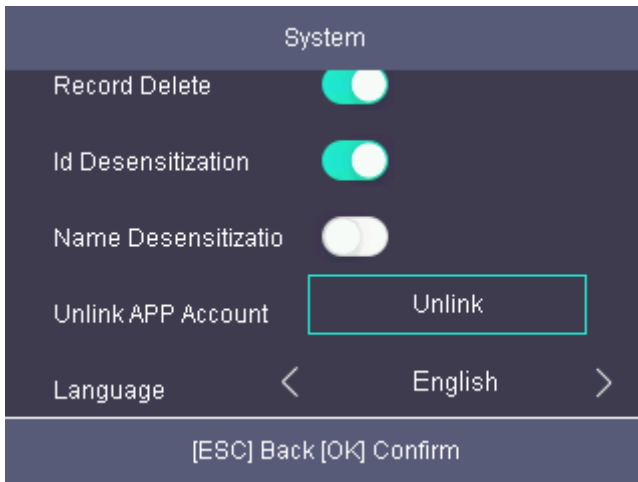 System
Record Delete
Id Desensitization
Name Desensitizatio
Unlink APP Account Unlink
Language < English >
[ESC] Back [OK] Confirm